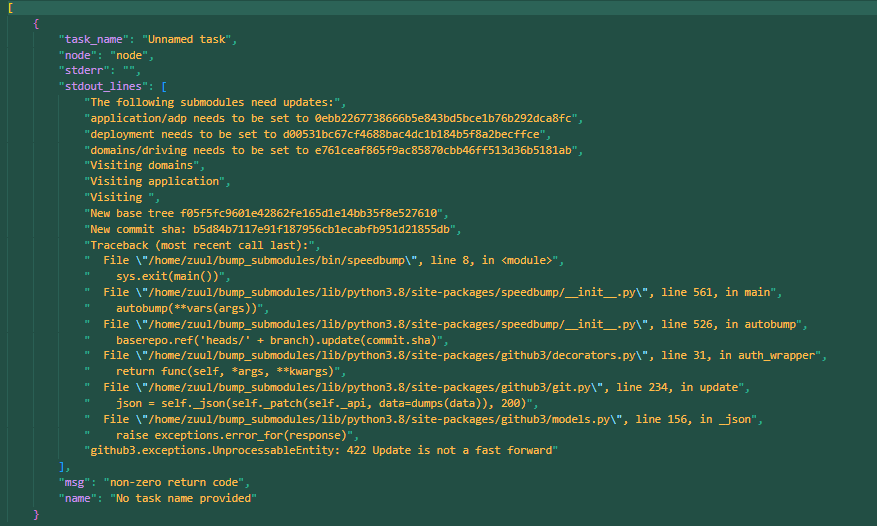 [
{
"task_name": "Unnamed task",
"node": "node",
"stderr": "",
"stdout_lines": [
"The following submodules need updates:",
"application/adp needs to be set to 0ebb2267738666b5e843bd5bce1b76b292dca8fc",
"deployment needs to be set to d00531bc67cf4688bac4dc1b184b5f8a2becffce",
"domains/driving needs to be set to e761ceaf865f9ac85870cbb46ff513d36b5181ab",
"Visiting domains",
"Visiting application",
"Visiting ",
"New base tree f05f5fc9601e42862fe165d1e14bb35f8e527610",
"New commit sha: b5d84b7117e91f187956cb1ecabfb951d21855db",
"Traceback (most recent call last):",
"  File \"/home/zuul/bump_submodules/bin/speedbump\", line 8, in <module>",
"    sys.exit(main())",
"  File \"/home/zuul/bump_submodules/lib/python3.8/site-packages/speedbump/__init__.py\", line 561, in main",
"    autobump(**vars(args))",
"  File \"/home/zuul/bump_submodules/lib/python3.8/site-packages/speedbump/__init__.py\", line 526, in autobump",
"    baserepo.ref('heads/' + branch).update(commit.sha)",
"  File \"/home/zuul/bump_submodules/lib/python3.8/site-packages/github3/decorators.py\", line 31, in auth_wrapper",
"    return func(self, *args, **kwargs)",
"  File \"/home/zuul/bump_submodules/lib/python3.8/site-packages/github3/git.py\", line 234, in update",
"    json = self._json(self._patch(self._api, data=dumps(data)), 200)",
"  File \"/home/zuul/bump_submodules/lib/python3.8/site-packages/github3/models.py\", line 156, in _json",
"    raise exceptions.error_for(response)",
"github3.exceptions.UnprocessableEntity: 422 Update is not a fast forward"
],
"msg": "non-zero return code",
"name": "No task name provided"
}